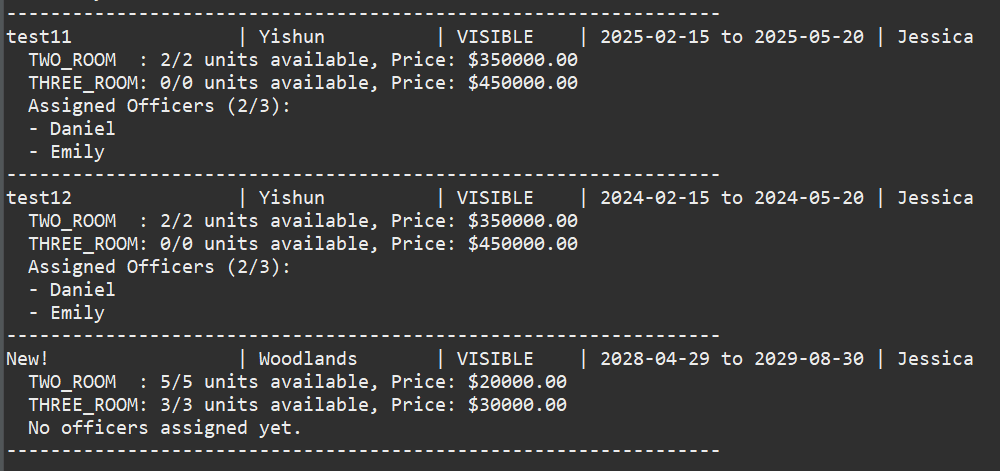 -----------------------------------------------------------------
test11               | Yishun          | VISIBLE    | 2025-02-15 to 2025-05-20 | Jessica
  TWO_ROOM  : 2/2 units available, Price: $350000.00
  THREE_ROOM: 0/0 units available, Price: $450000.00
  Assigned Officers (2/3):
  - Daniel
  - Emily
-----------------------------------------------------------------
test12               | Yishun          | VISIBLE    | 2024-02-15 to 2024-05-20 | Jessica
  TWO_ROOM  : 2/2 units available, Price: $350000.00
  THREE_ROOM: 0/0 units available, Price: $450000.00
  Assigned Officers (2/3):
  - Daniel
  - Emily
-----------------------------------------------------------------
New!                 | Woodlands       | VISIBLE    | 2028-04-29 to 2029-08-30 | Jessica
  TWO_ROOM  : 5/5 units available, Price: $20000.00
  THREE_ROOM: 3/3 units available, Price: $30000.00
  No officers assigned yet.
-----------------------------------------------------------------